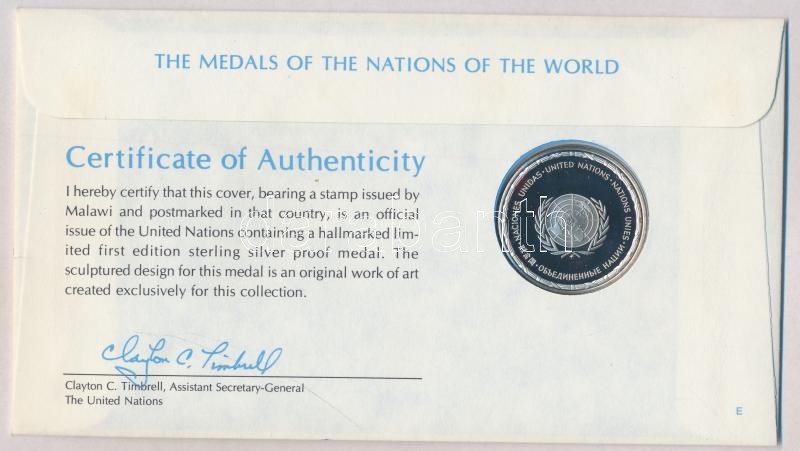 THE MEDALS OF THE NATIONS OF THE WORLD
Certificate of Authenticity
I hereby certify that this cover, bearing a stamp issued by
Malawi and postmarked in that country, is an official
issue of the United Nations containing a hallmarked lim-
ited first edition sterling silver proof medal. The
sculptured design for this medal is an original work of art
created exclusively for this collection.
Clayton C. Timbrell
Clayton C. Timbrell, Assistant Secretary-General
The United Nations
NACIONES UNIDAS · UNITED NATIONS · NATIONS UNIES · ОБЪЕДИНЕННЫЕ НАЦИИ ·
E
darabanth